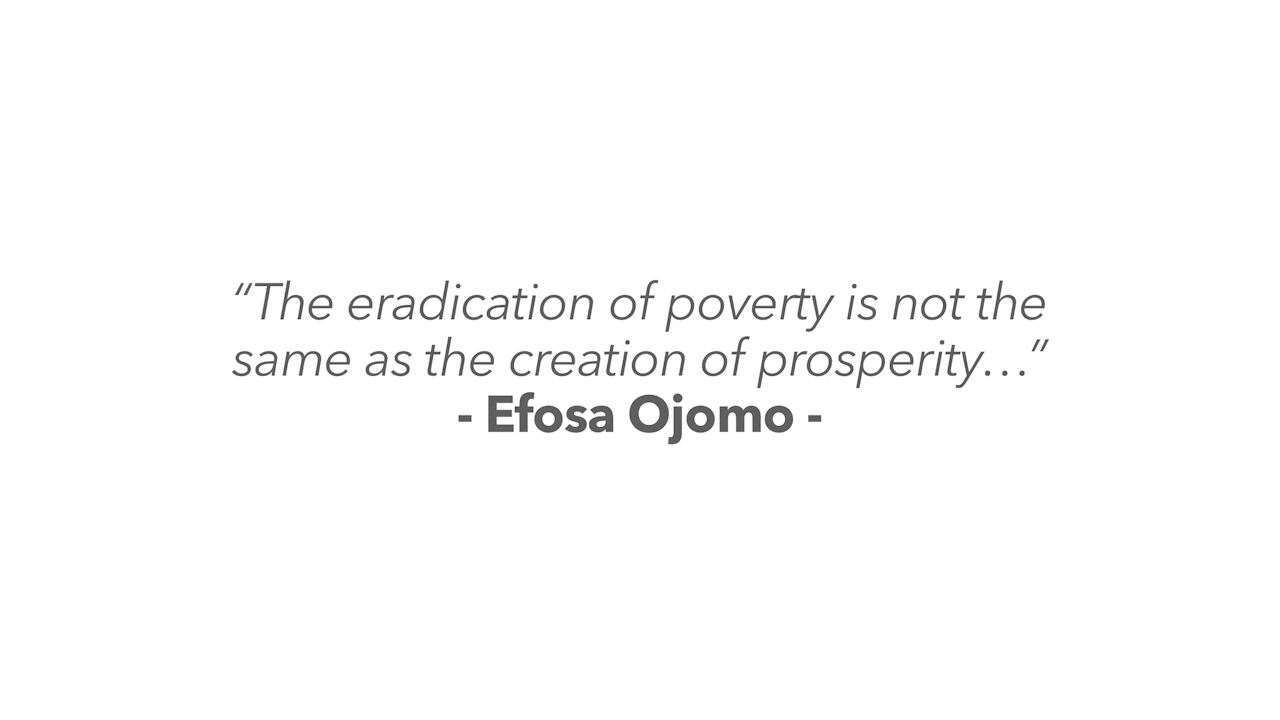 “The eradication of poverty is not the
same as the creation of prosperity…”
- Efosa Ojomo -